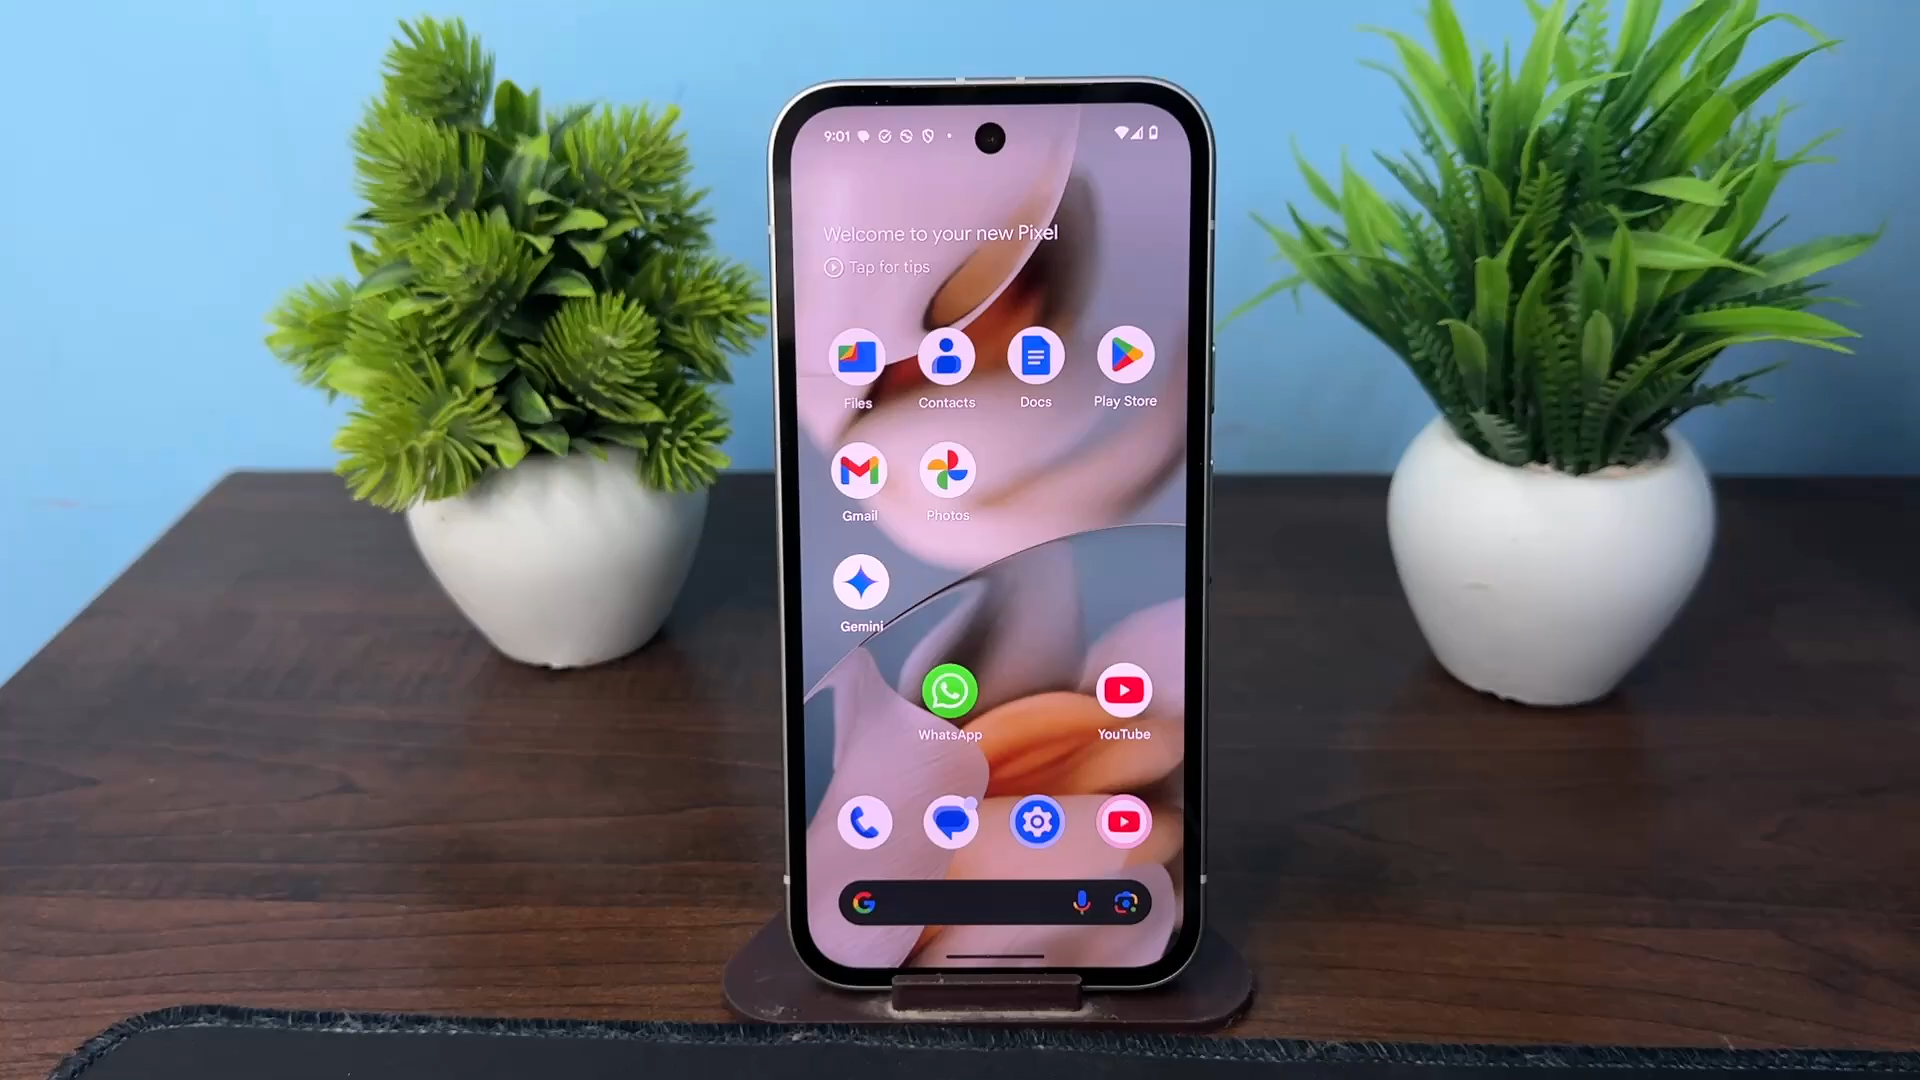 9:01
Welcome to your new Pixel
Tap for tips
Files Contacts Docs Play Store
Gmail Photos
Gemini
WhatsApp YouTube